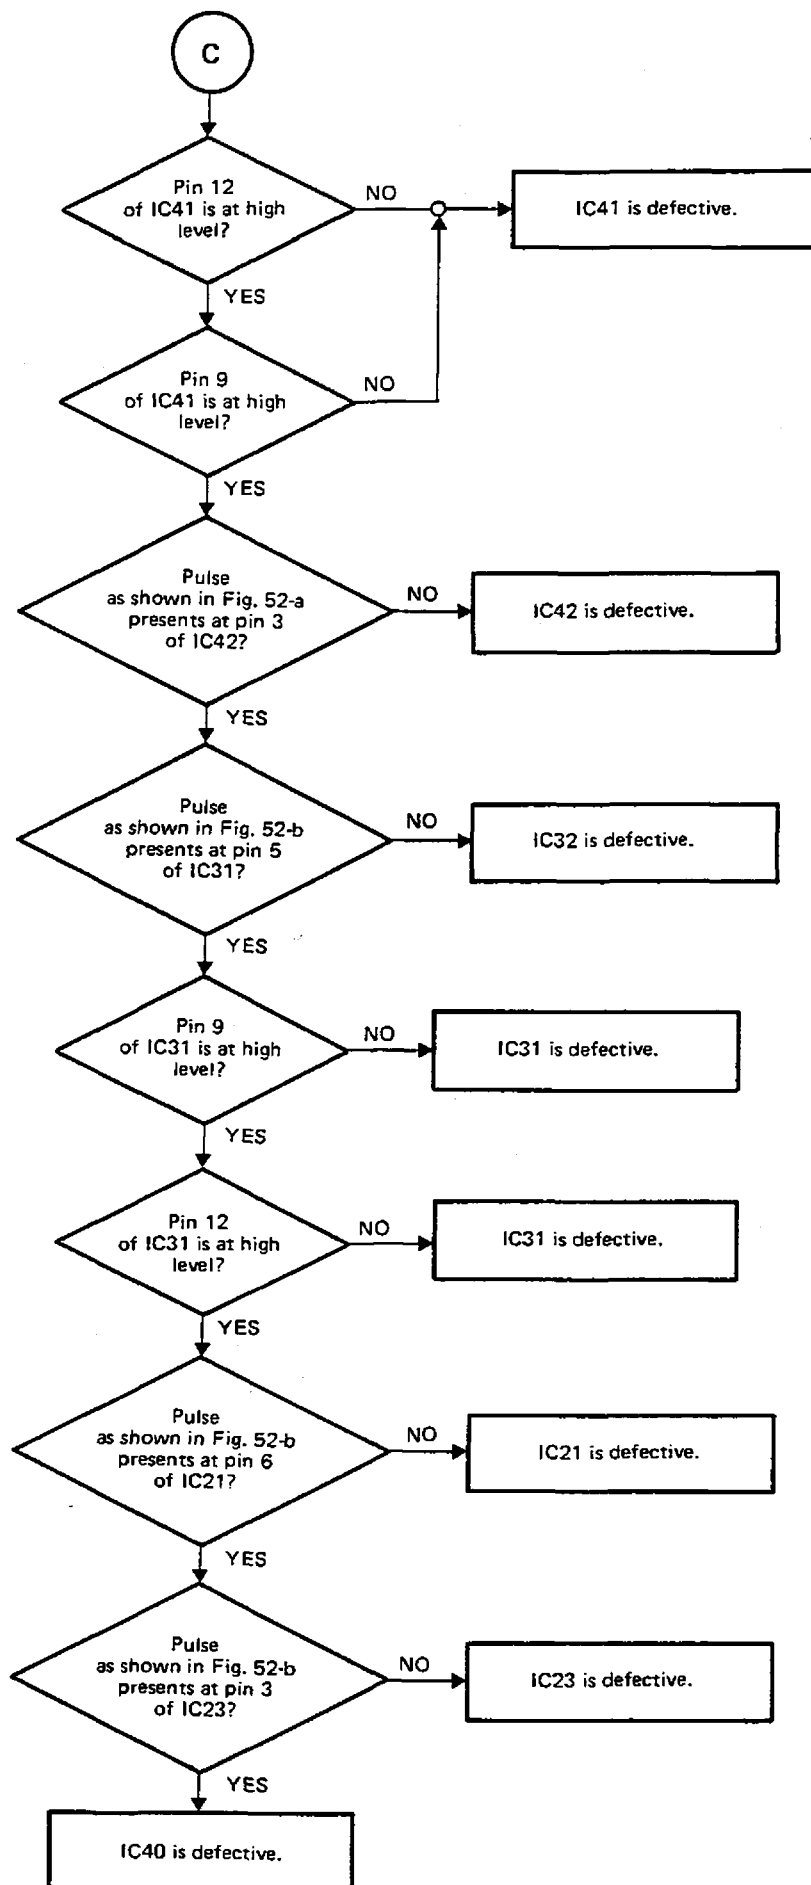 C
Pin 12
of IC41 is at high
level?
NO
IC41 is defective.
YES
Pin 9
of IC41 is at high
level?
NO
YES
Pulse
as shown in Fig. 52-a
presents at pin 3
of IC42?
NO
IC42 is defective.
YES
Pulse
as shown in Fig. 52-b
presents at pin 5
of IC31?
NO
IC32 is defective.
YES
Pin 9
of IC31 is at high
level?
NO
IC31 is defective.
YES
Pin 12
of IC31 is at high
level?
NO
IC31 is defective.
YES
Pulse
as shown in Fig. 52-b
presents at pin 6
of IC21?
NO
IC21 is defective.
YES
Pulse
as shown in Fig. 52-b
presents at pin 3
of IC23?
NO
IC23 is defective.
YES
IC40 is defective.